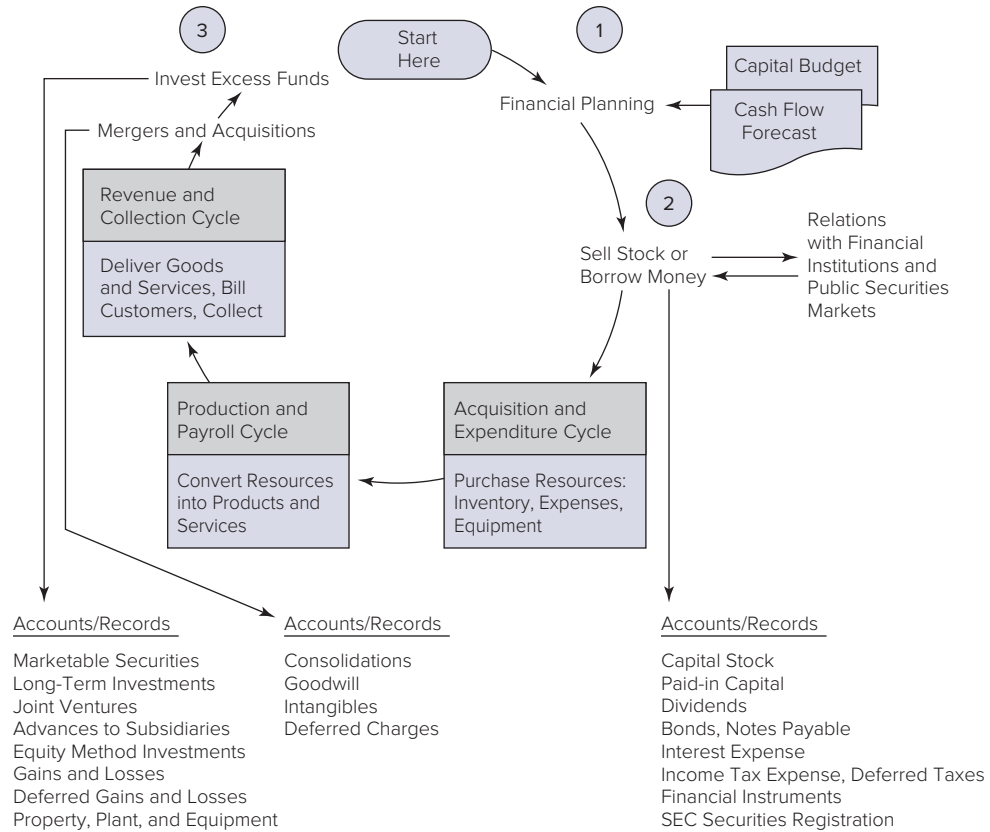 3
Start
Here
1
Invest Excess Funds
Capital Budget
Financial Planning
Cash Flow
Forecast
Mergers and Acquisitions
Revenue and
Collection Cycle
Deliver Goods
and Services, Bill
Customers, Collect
2
Sell Stock or
Borrow Money
Relations
with Financial
Institutions and
Public Securities
Markets
Production and
Payroll Cycle
Convert Resources
into Products and
Services
Acquisition and
Expenditure Cycle
Purchase Resources:
Inventory, Expenses,
Equipment
Accounts/Records
Marketable Securities
Long-Term Investments
Joint Ventures
Advances to Subsidiaries
Equity Method Investments
Gains and Losses
Deferred Gains and Losses
Property, Plant, and Equipment
Accounts/Records
Consolidations
Goodwill
Intangibles
Deferred Charges
Accounts/Records
Capital Stock
Paid-in Capital
Dividends
Bonds, Notes Payable
Interest Expense
Income Tax Expense, Deferred Taxes
Financial Instruments
SEC Securities Registration